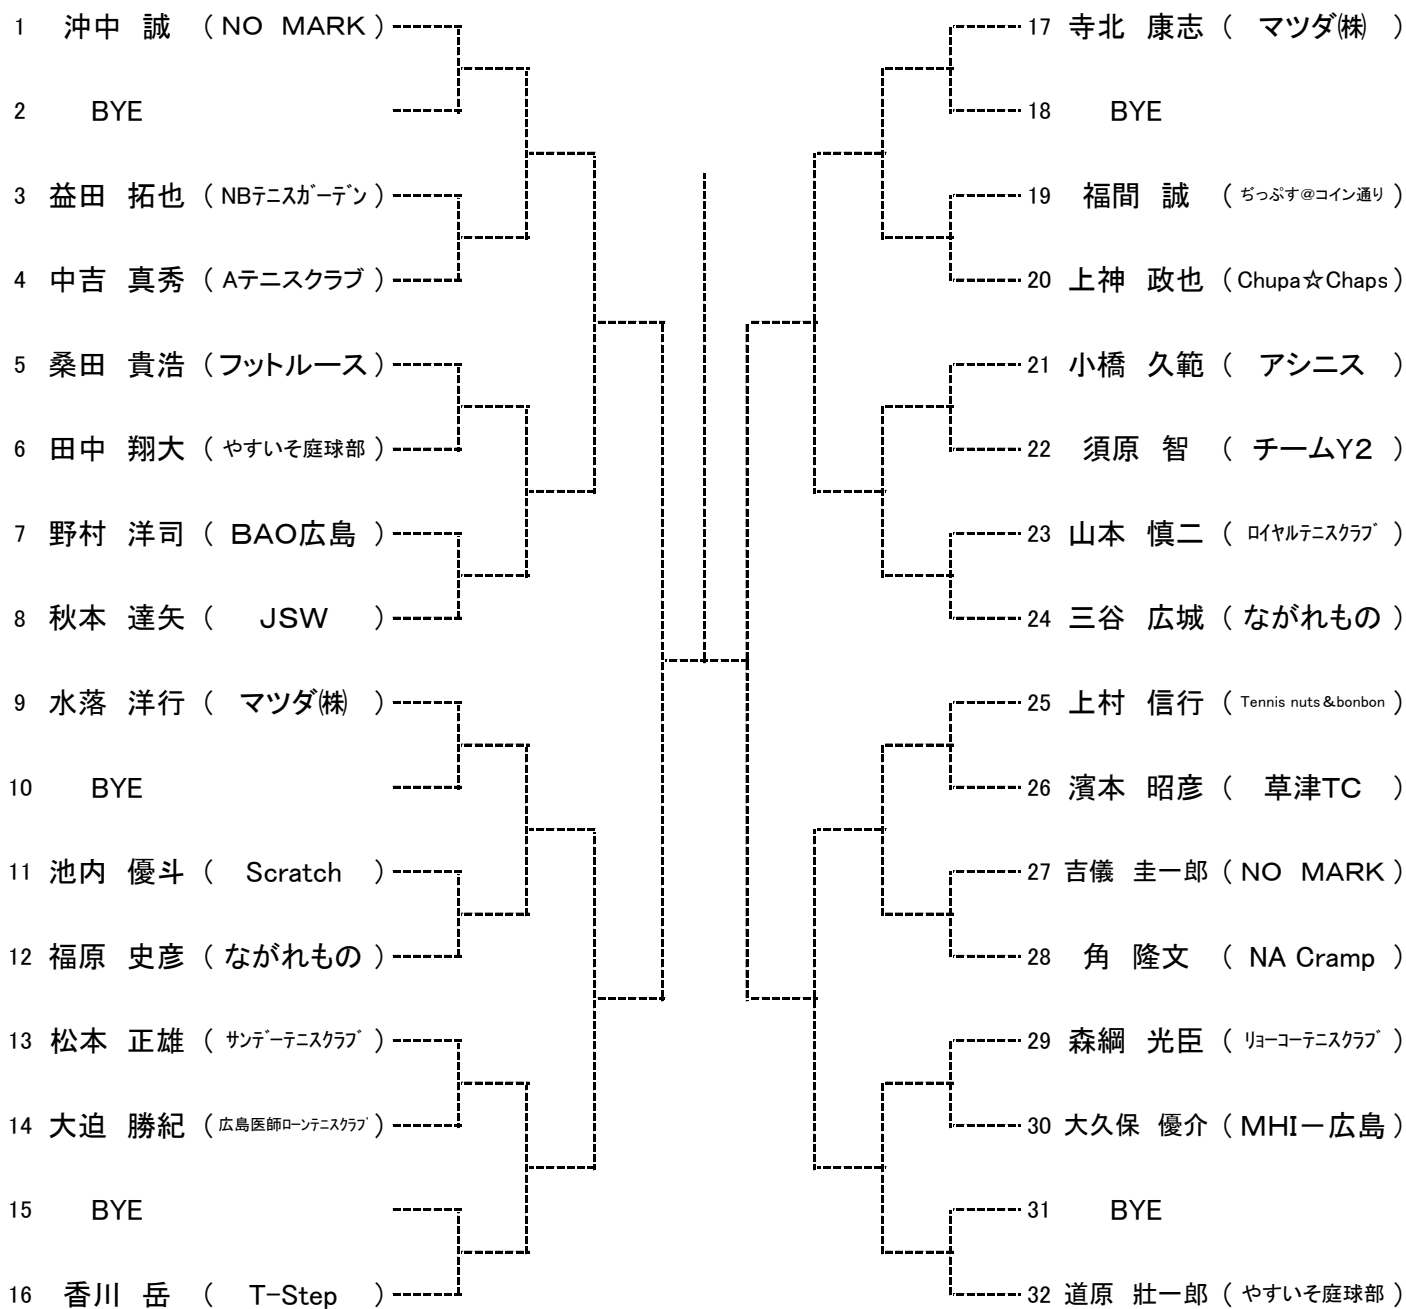 1 沖中 誠 ( NO MARK )
2 BYE
3 益田 拓也 ( NBテニスガーデン )
4 中吉 真秀 ( Aテニスクラブ )
5 桑田 貴浩 ( フットルース )
6 田中 翔大 ( やすいそ庭球部 )
7 野村 洋司 ( BAO広島 )
8 秋本 達矢 ( JSW )
9 水落 洋行 ( マツダ㈱ )
10 BYE
11 池内 優斗 ( Scratch )
12 福原 史彦 ( ながれもの )
13 松本 正雄 ( サンデーテニスクラブ )
14 大迫 勝紀 ( 広島医師ローンテニスクラブ )
15 BYE
16 香川 岳 ( T-Step )
17 寺北 康志 ( マツダ㈱ )
18 BYE
19 福間 誠 ( ぢっぷす@コイン通り )
20 上神 政也 ( Chupa☆Chaps )
21 小橋 久範 ( アシニス )
22 須原 智 ( チームY2 )
23 山本 慎二 ( ロイヤルテニスクラブ )
24 三谷 広城 ( ながれもの )
25 上村 信行 ( Tennis nuts&bonbon )
26 濱本 昭彦 ( 草津TC )
27 吉儀 圭一郎 ( NO MARK )
28 角 隆文 ( NA Cramp )
29 森綱 光臣 ( リョーコーテニスクラブ )
30 大久保 優介 ( MHI－広島 )
31 BYE
32 道原 壯一郎 ( やすいそ庭球部 )